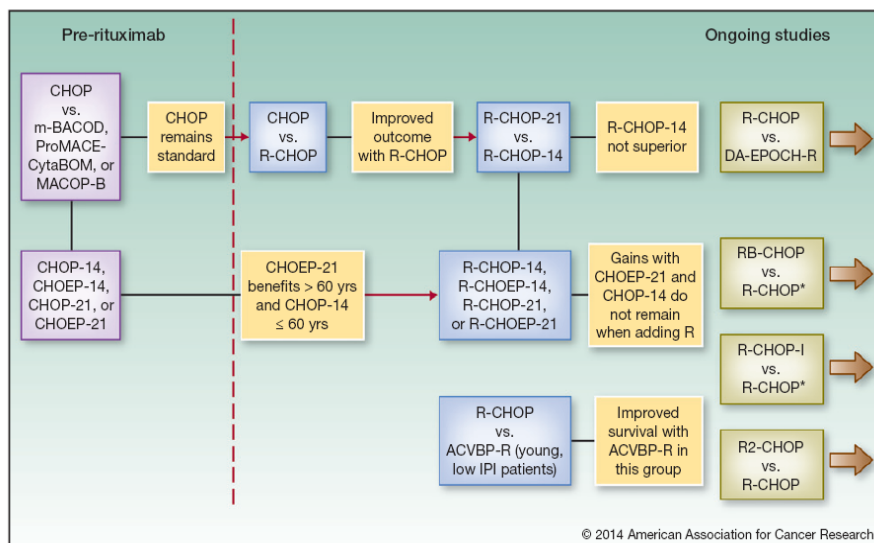 Pre-rituximab
Ongoing studies
CHOP
vs.
m-BACOD,
ProMACE-
CytaBOM, or
MACOP-B
CHOP
remains
standard
CHOP
vs.
R-CHOP
Improved
outcome
with R-CHOP
R-CHOP-21
vs.
R-CHOP-14
R-CHOP-14
not superior
R-CHOP
vs.
DA-EPOCH-R
CHOP-14,
CHOEP-14,
CHOP-21, or
CHOEP-21
CHOEP-21
benefits > 60 yrs
and CHOP-14
≤ 60 yrs
R-CHOP-14,
R-CHOEP-14,
R-CHOP-21,
or R-CHOEP-21
Gains with
CHOEP-21 and
CHOP-14 do
not remain
when adding R
RB-CHOP
vs.
R-CHOP*
R-CHOP-I
vs.
R-CHOP*
R-CHOP
vs.
ACVBP-R (young,
low IPI patients)
Improved
survival with
ACVBP-R in
this group
R2-CHOP
vs.
R-CHOP
© 2014 American Association for Cancer Research